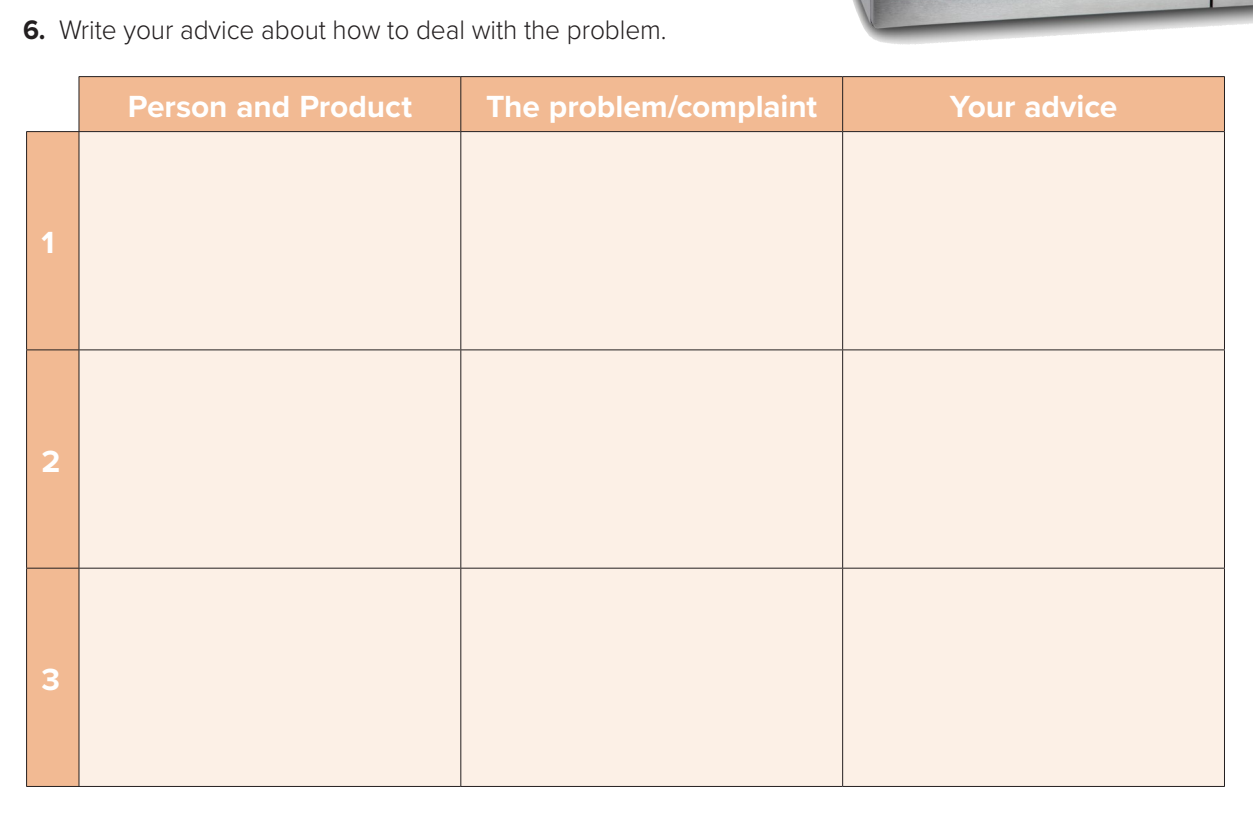 6. Write your advice about how to deal with the problem.
Person and Product
The problem/complaint
Your advice
1
2
3